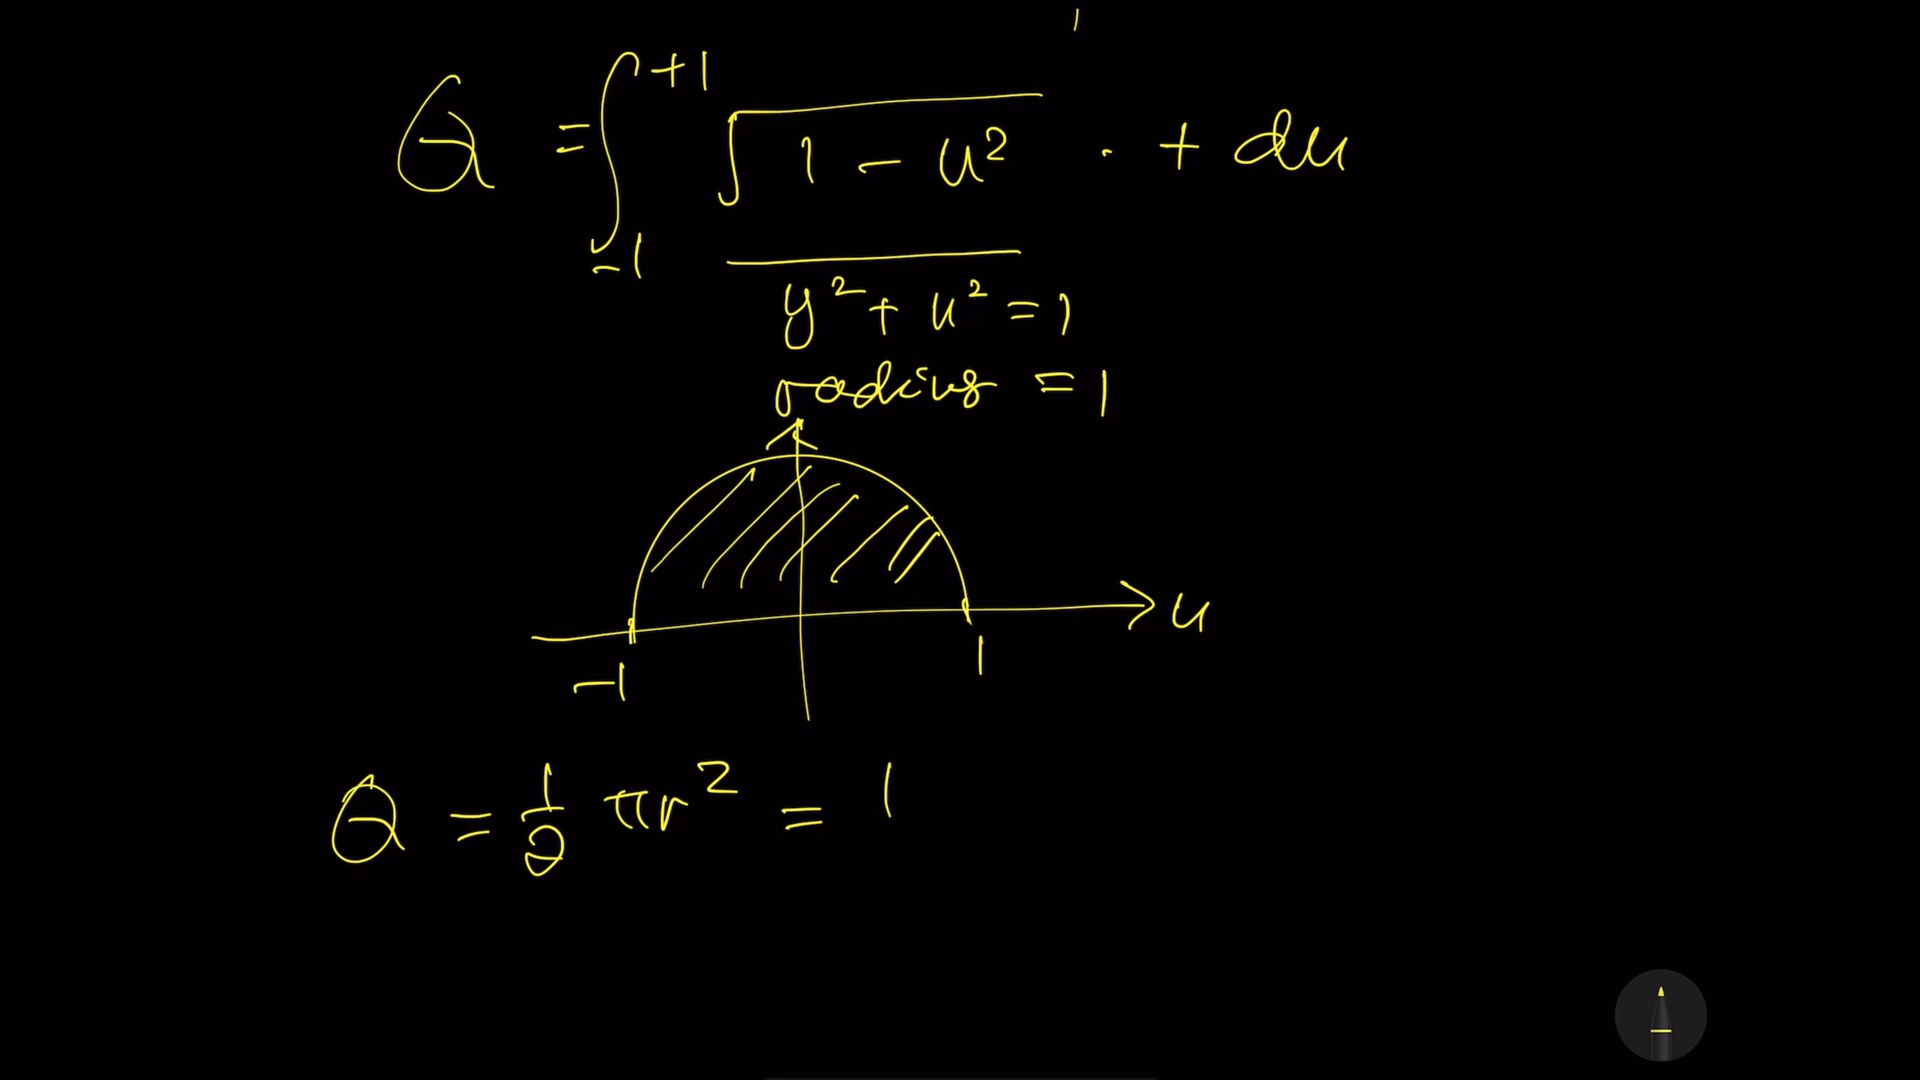 Q = ∫_{-1}^{+1} √(1 - u²) · + du
y² + u² = 1
radius = 1
u
-1 1
Q = 1/2 πr² = 1